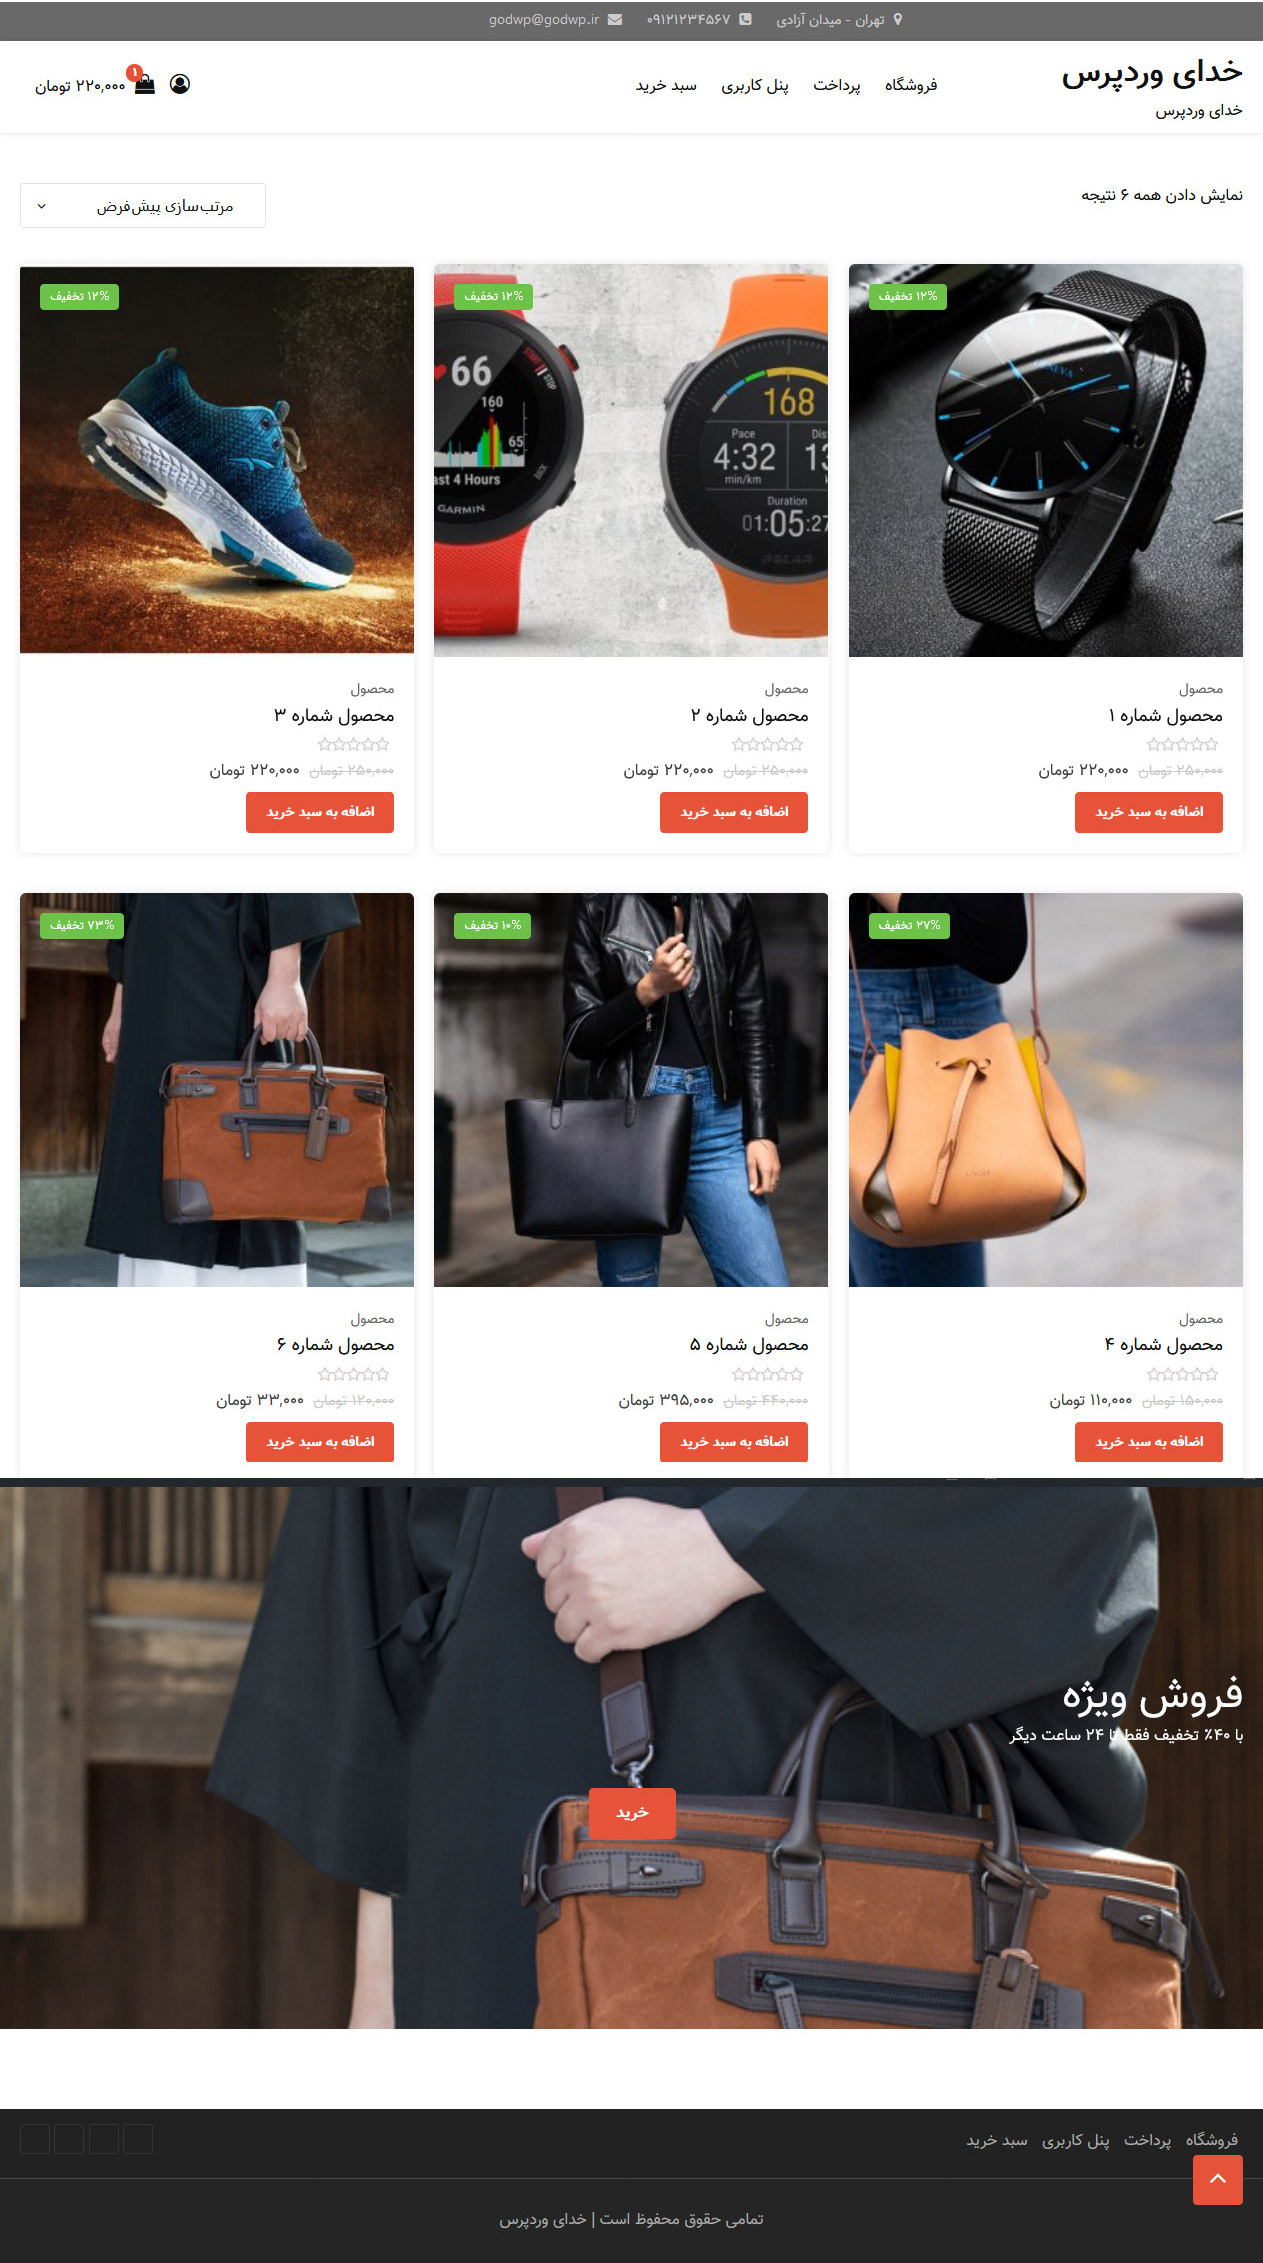 تهران - میدان آزادی  ۰۹۱۲۱۲۳۴۵۶۷  godwp@godwp.ir
خدای وردپرس
خدای وردپرس
فروشگاه  پرداخت  پنل کاربری  سبد خرید
۱
۲۲۰,۰۰۰ تومان
نمایش دادن همه ۶ نتیجه
مرتب‌سازی پیش‌فرض
۱۲% تخفیف
GENEVA
محصول
محصول شماره ۱
۲۵۰,۰۰۰ تومان ۲۲۰,۰۰۰ تومان
اضافه به سبد خرید
۱۲% تخفیف
66
START
STOP
160
65
ast 4 Hours
BACK
GARMIN
168
Pace
4:32
min/km
Dis
13
Duration
01:05:27
POLAR
محصول
محصول شماره ۲
۲۵۰,۰۰۰ تومان ۲۲۰,۰۰۰ تومان
اضافه به سبد خرید
۱۲% تخفیف
محصول
محصول شماره ۳
۲۵۰,۰۰۰ تومان ۲۲۰,۰۰۰ تومان
اضافه به سبد خرید
۲۷% تخفیف
محصول
محصول شماره ۴
۱۵۰,۰۰۰ تومان ۱۱۰,۰۰۰ تومان
اضافه به سبد خرید
۱۰% تخفیف
محصول
محصول شماره ۵
۴۴۰,۰۰۰ تومان ۳۹۵,۰۰۰ تومان
اضافه به سبد خرید
۷۳% تخفیف
محصول
محصول شماره ۶
۱۲۰,۰۰۰ تومان ۳۳,۰۰۰ تومان
اضافه به سبد خرید
فروش ویژه
با ۴۰٪ تخفیف فقط تا ۲۴ ساعت دیگر
خرید
فروشگاه  پرداخت  پنل کاربری  سبد خرید
تمامی حقوق محفوظ است | خدای وردپرس